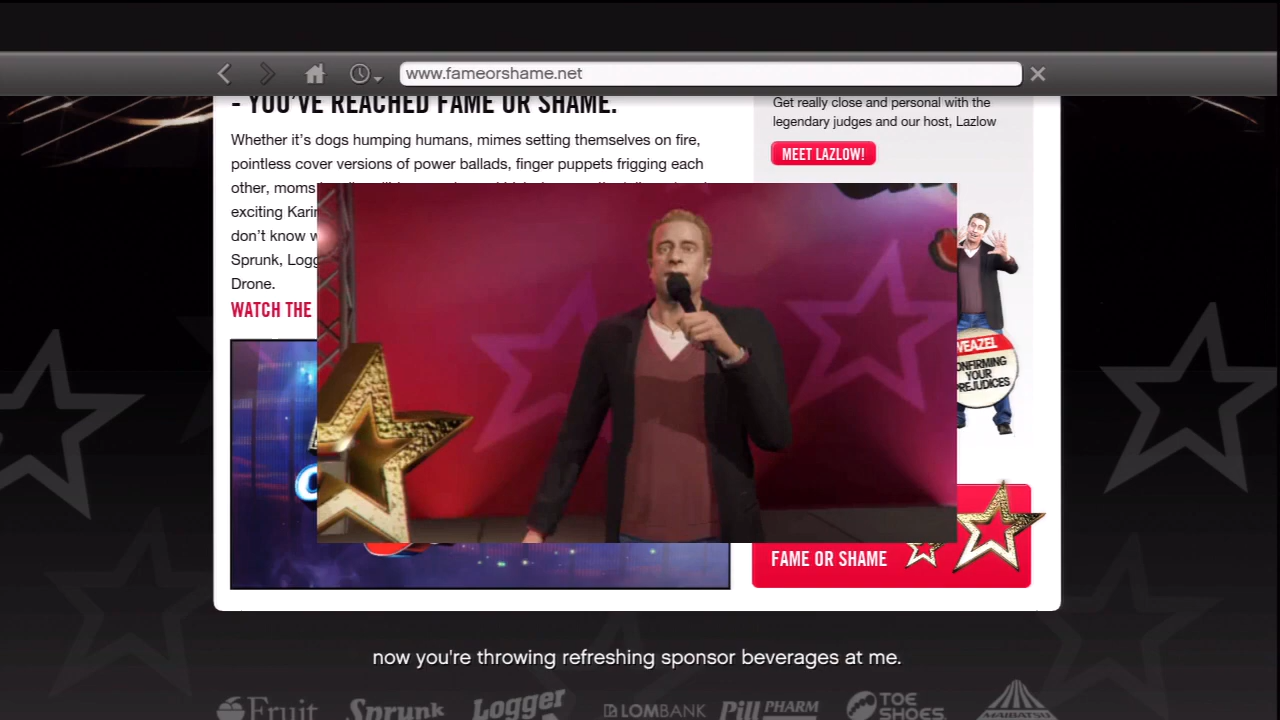 www.fameorshame.net
- YOU'VE REACHED FAME OR SHAME.
Whether it's dogs humping humans, mimes setting themselves on fire,
pointless cover versions of power ballads, finger puppets frigging each
other, moms
exciting
don't know
Sprunk,
Drone.
WATCH THE
Get really close and personal with the
legendary judges and our host, Lazlow
MEET LAZLOW!
WEAZEL
CONFIRMING
YOUR
PREJUDICES
FAME OR SHAME
now you're throwing refreshing sponsor beverages at me.
Fruit
Sprunk
Logger
LOMBANK
Pill PHARM
TOE
SHOES
MAIBATSU